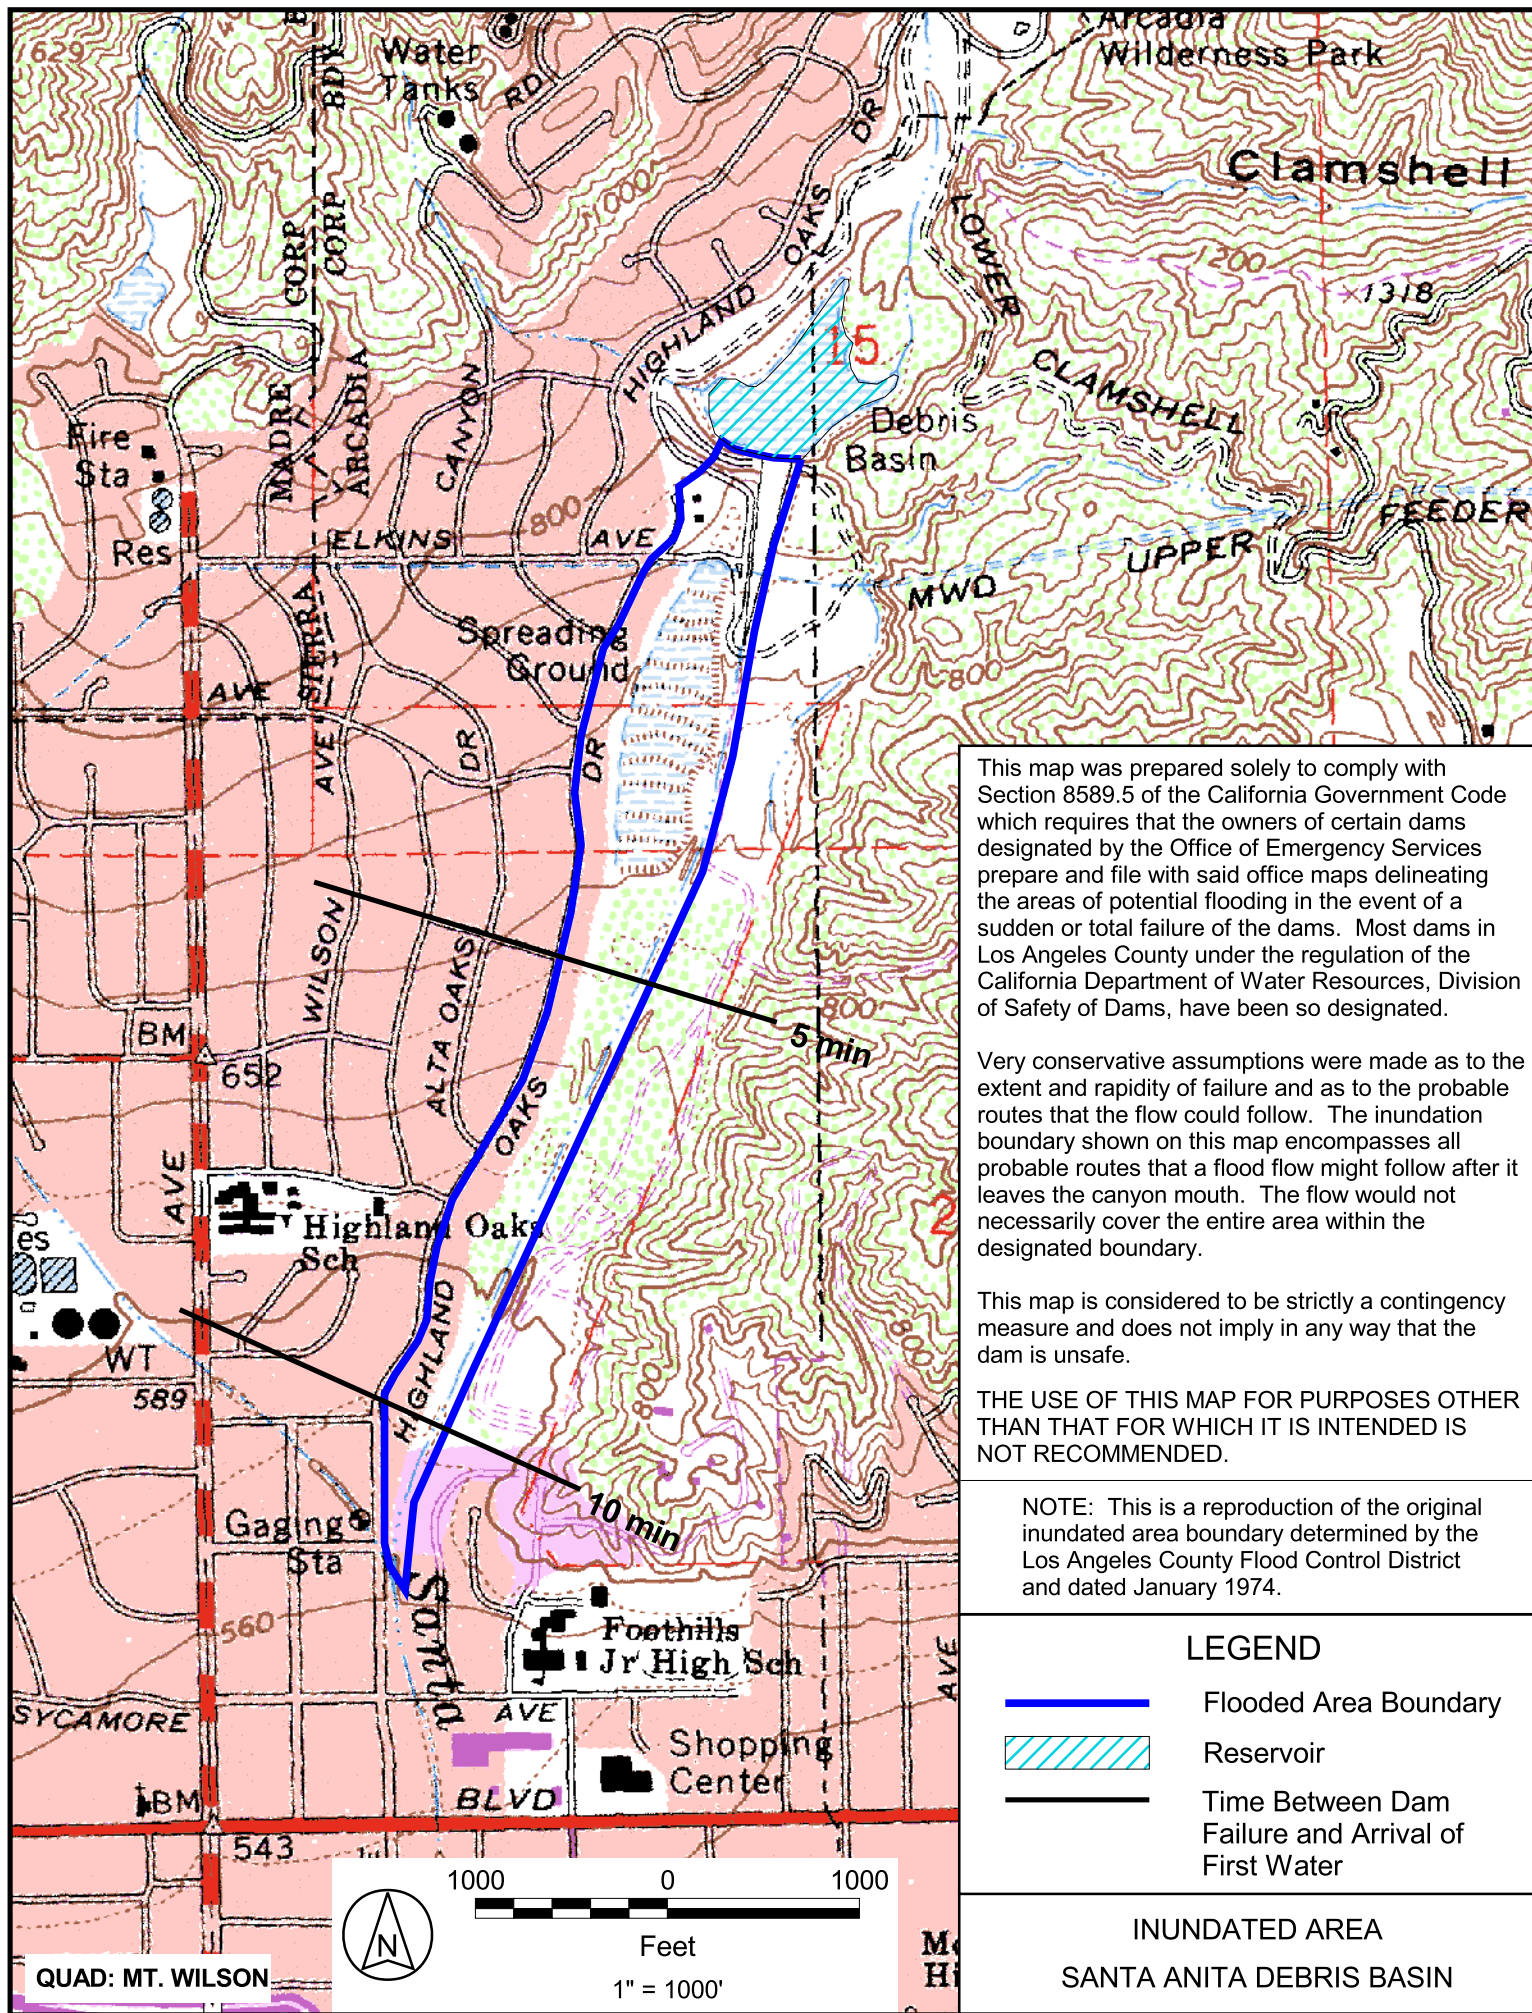 Arcadia
Wilderness Park
629
Water
Tanks
RD
BDY
DR
Clamshell
1000
CORP
CORP
OAKS
LOWER
1200
×1318
HIGHLAND
15
MADRE
ARCADIA
CANYON
CLAMSHELL
Debris
Basin
Fire
Sta
Res
800
ELKINS
AVE
FEEDER
UPPER
MWD
SIERRA
Spreading
Ground
800
AVE
AVE
DR
DR
WILSON
ALTA OAKS
800
5 min
BM
652
OAKS
AVE
Highland Oaks
Sch
es
HIGHLAND
WT
589
800
800
2
10 min
Gaging
Sta
560
Santa
Foothills
Jr High Sch
AVE
SYCAMORE
AVE
Shopping
Center
BM
BLVD
543
This map was prepared solely to comply with
Section 8589.5 of the California Government Code
which requires that the owners of certain dams
designated by the Office of Emergency Services
prepare and file with said office maps delineating
the areas of potential flooding in the event of a
sudden or total failure of the dams.  Most dams in
Los Angeles County under the regulation of the
California Department of Water Resources, Division
of Safety of Dams, have been so designated.
Very conservative assumptions were made as to the
extent and rapidity of failure and as to the probable
routes that the flow could follow.  The inundation
boundary shown on this map encompasses all
probable routes that a flood flow might follow after it
leaves the canyon mouth.  The flow would not
necessarily cover the entire area within the
designated boundary.
This map is considered to be strictly a contingency
measure and does not imply in any way that the
dam is unsafe.
THE USE OF THIS MAP FOR PURPOSES OTHER
THAN THAT FOR WHICH IT IS INTENDED IS
NOT RECOMMENDED.
NOTE:  This is a reproduction of the original
inundated area boundary determined by the
Los Angeles County Flood Control District
and dated January 1974.
LEGEND
Flooded Area Boundary
Reservoir
Time Between Dam
Failure and Arrival of
First Water
INUNDATED AREA
SANTA ANITA DEBRIS BASIN
1000 0 1000
Feet
1" = 1000'
N
QUAD: MT. WILSON